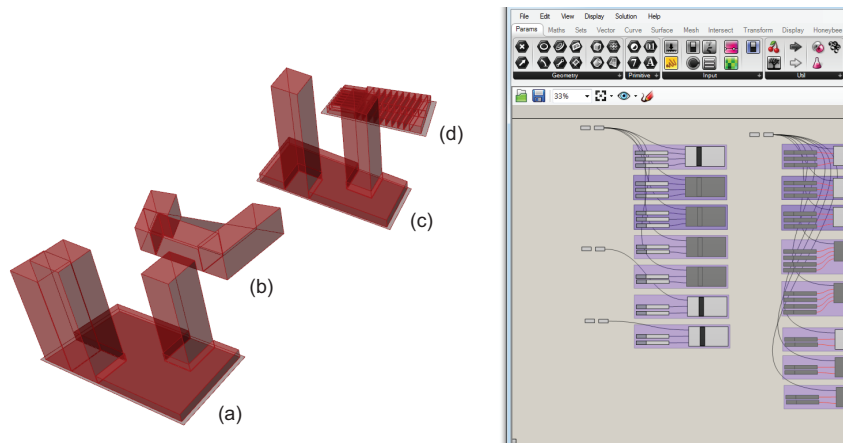 File Edit View Display Solution Help
Params Maths Sets Vector Curve Surface Mesh Intersect Transform Display Honeybee
Geometry Primitive Input Util
33%
(d)
(c)
(b)
(a)